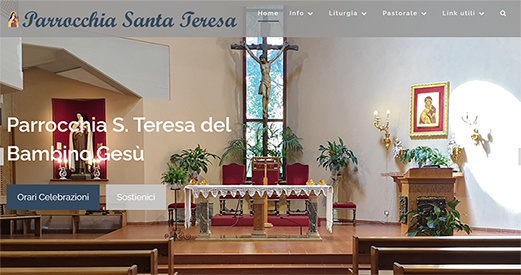 Parrocchia Santa Teresa
Home Info Liturgia Pastorale Link utili
Parrocchia S. Teresa del
Bambino Gesù
Orari Celebrazioni Sostienici